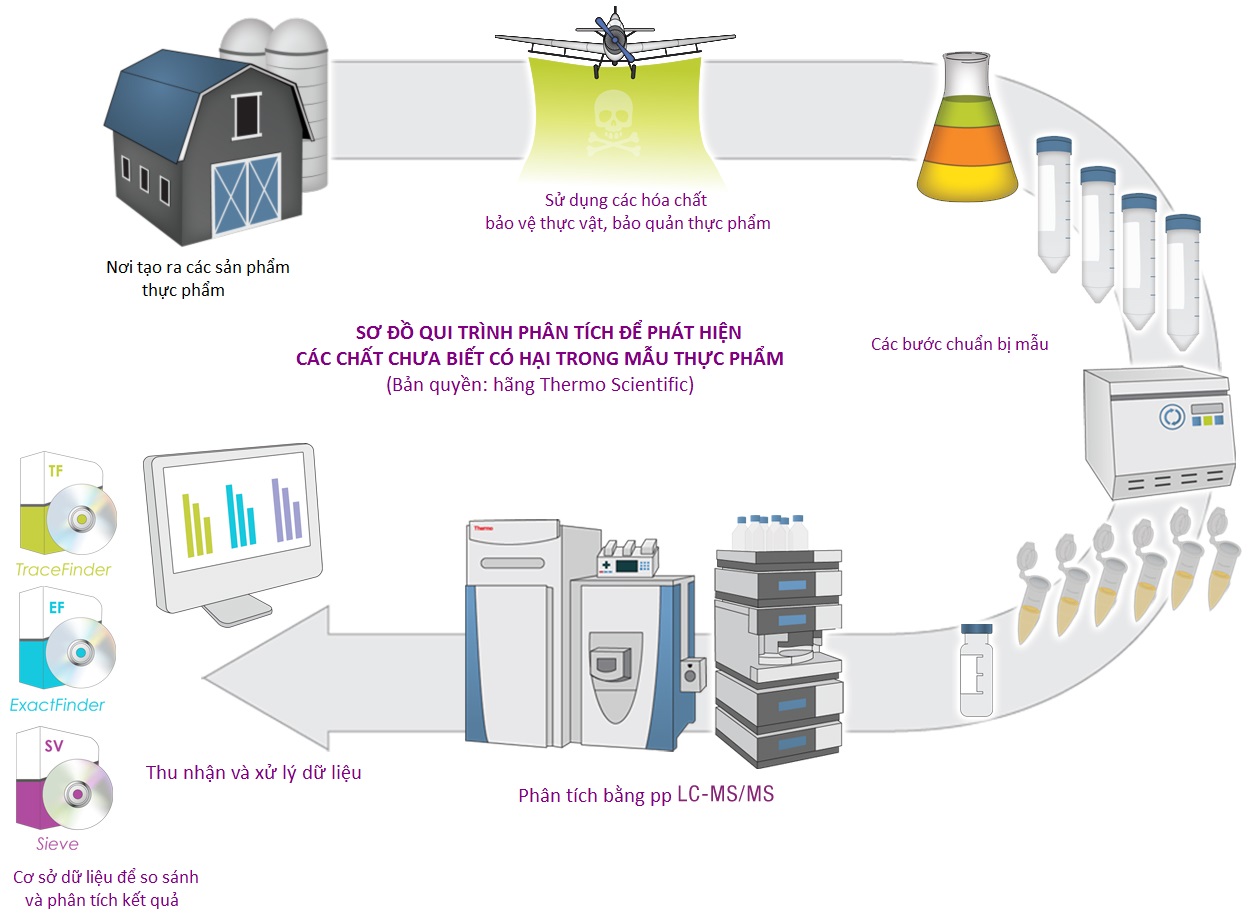 Sử dụng các hóa chất
bảo vệ thực vật, bảo quản thực phẩm
Nơi tạo ra các sản phẩm
thực phẩm
SƠ ĐỒ QUI TRÌNH PHÂN TÍCH ĐỂ PHÁT HIỆN
CÁC CHẤT CHƯA BIẾT CÓ HẠI TRONG MẪU THỰC PHẨM
(Bản quyền: hãng Thermo Scientific)
Các bước chuẩn bị mẫu
TF
TraceFinder
EF
ExactFinder
SV
Sieve
Thermo
Thu nhận và xử lý dữ liệu
Phân tích bằng pp LC-MS/MS
Cơ sở dữ liệu để so sánh
và phân tích kết quả